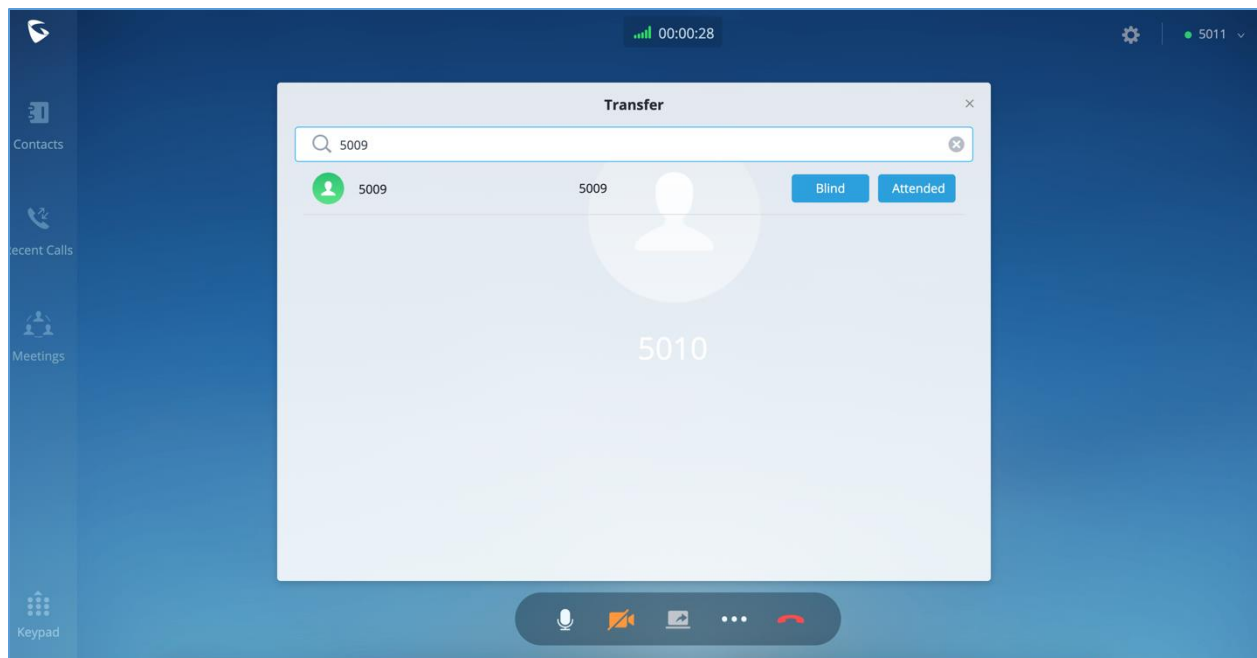 00:00:28
5011
Contacts
ecent Calls
Meetings
Keypad
Transfer
5009
5009 5009 Blind Attended
5010